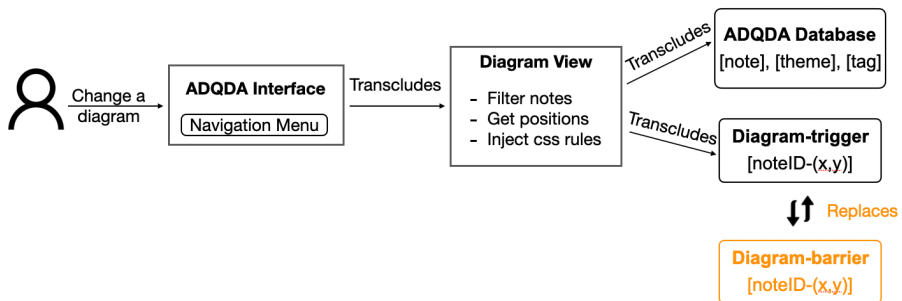 Change a
diagram
ADQDA Interface
Navigation Menu
Transcludes
Diagram View
- Filter notes
- Get positions
- Inject css rules
Transcludes
ADQDA Database
[note], [theme], [tag]
Transcludes
Diagram-trigger
[noteID-(x,y)]
Replaces
Diagram-barrier
[noteID-(x,y)]